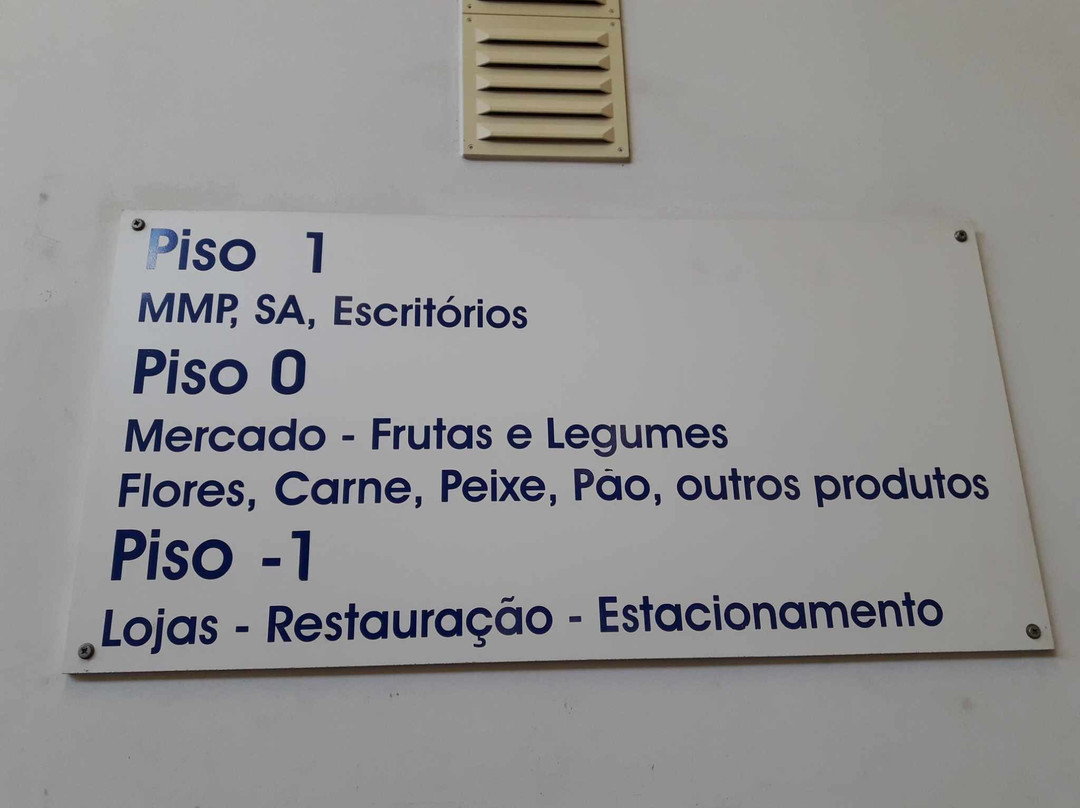 Piso 1
MMP, SA, Escritórios
Piso 0
Mercado - Frutas e Legumes
Flores, Carne, Peixe, Pão, outros produtos
Piso -1
Lojas - Restauração - Estacionamento